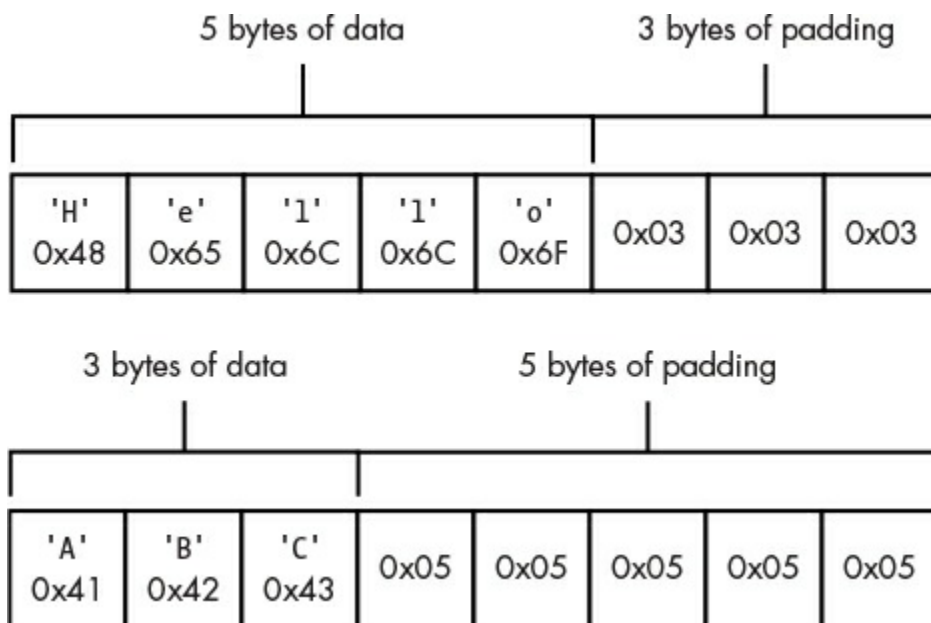 5 bytes of data 3 bytes of padding
'H' 'e' 'l' 'l' 'o' 0x03 0x03 0x03
0x48 0x65 0x6C 0x6C 0x6F
3 bytes of data 5 bytes of padding
'A' 'B' 'C' 0x05 0x05 0x05 0x05 0x05
0x41 0x42 0x43